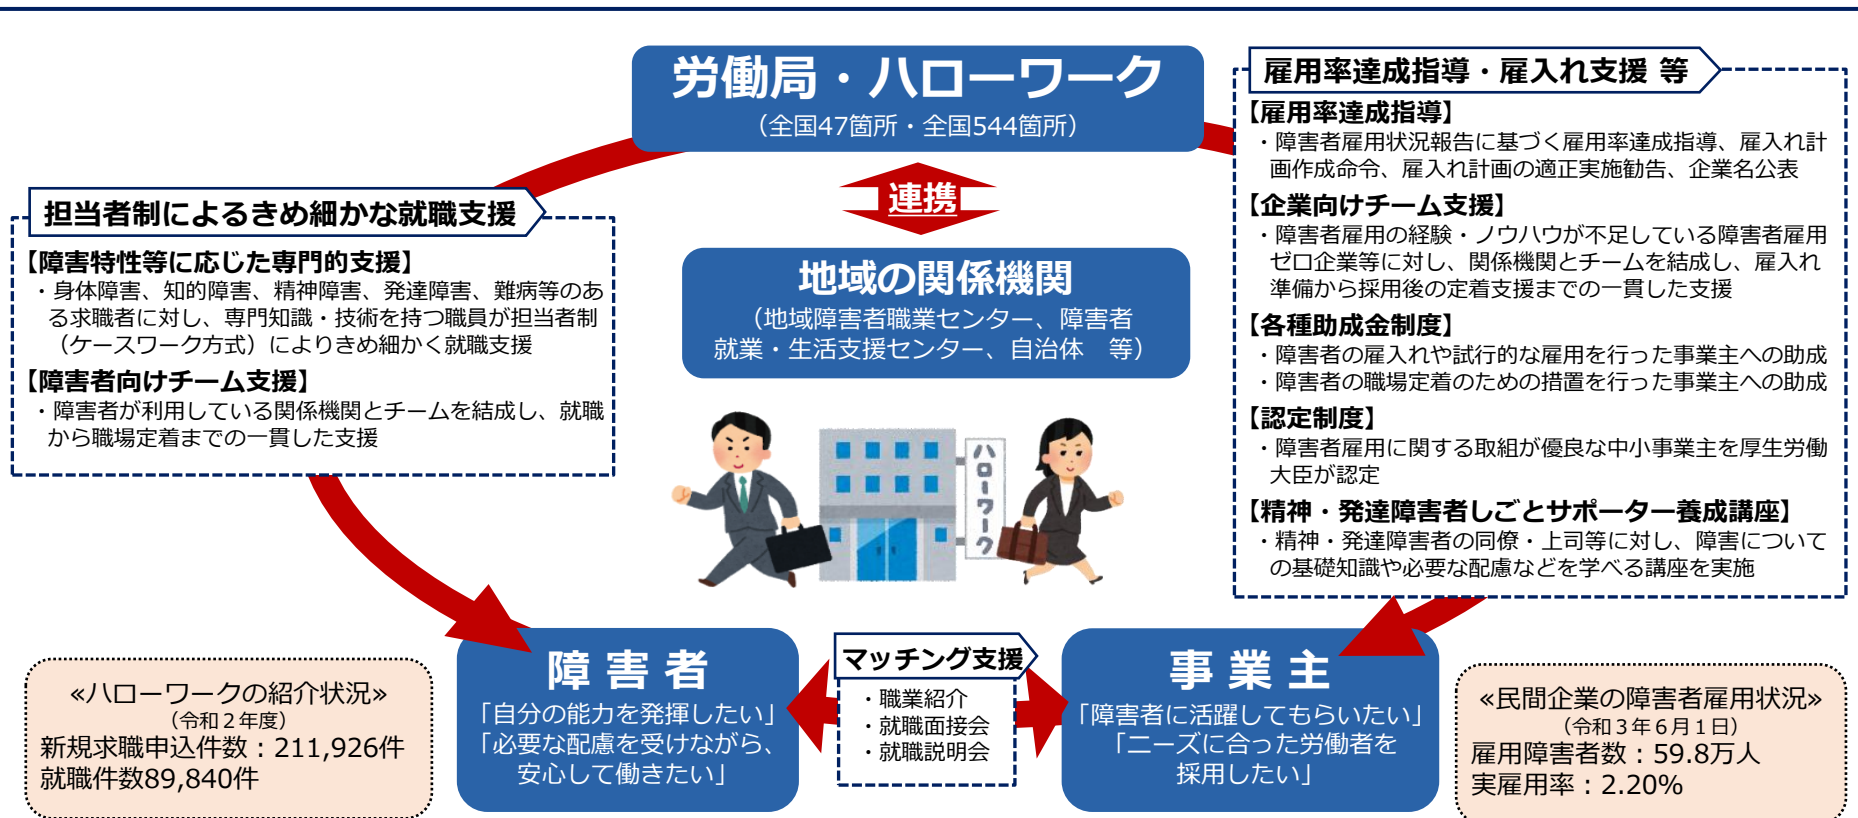 労働局・ハローワーク
（全国47箇所・全国544箇所）
連携
地域の関係機関
（地域障害者職業センター、障害者
就業・生活支援センター、自治体　等）
担当者制によるきめ細かな就職支援
【障害特性等に応じた専門的支援】
・身体障害、知的障害、精神障害、発達障害、難病等のあ
る求職者に対し、専門知識・技術を持つ職員が担当者制
（ケースワーク方式）によりきめ細かく就職支援
【障害者向けチーム支援】
・障害者が利用している関係機関とチームを結成し、就職
から職場定着までの一貫した支援
雇用率達成指導・雇入れ支援 等
【雇用率達成指導】
・障害者雇用状況報告に基づく雇用率達成指導、雇入れ計
画作成命令、雇入れ計画の適正実施勧告、企業名公表
【企業向けチーム支援】
・障害者雇用の経験・ノウハウが不足している障害者雇用
ゼロ企業等に対し、関係機関とチームを結成し、雇入れ
準備から採用後の定着支援までの一貫した支援
【各種助成金制度】
・障害者の雇入れや試行的な雇用を行った事業主への助成
・障害者の職場定着のための措置を行った事業主への助成
【認定制度】
・障害者雇用に関する取組が優良な中小事業主を厚生労働
大臣が認定
【精神・発達障害者しごとサポーター養成講座】
・精神・発達障害者の同僚・上司等に対し、障害について
の基礎知識や必要な配慮などを学べる講座を実施
ハローワーク
≪ハローワークの紹介状況≫
（令和２年度）
新規求職申込件数：211,926件
就職件数89,840件
障 害 者
「自分の能力を発揮したい」
「必要な配慮を受けながら、
安心して働きたい」
マッチング支援
・職業紹介
・就職面接会
・就職説明会
事 業 主
「障害者に活躍してもらいたい」
「ニーズに合った労働者を
採用したい」
≪民間企業の障害者雇用状況≫
（令和３年６月１日）
雇用障害者数：59.8万人
実雇用率：2.20%